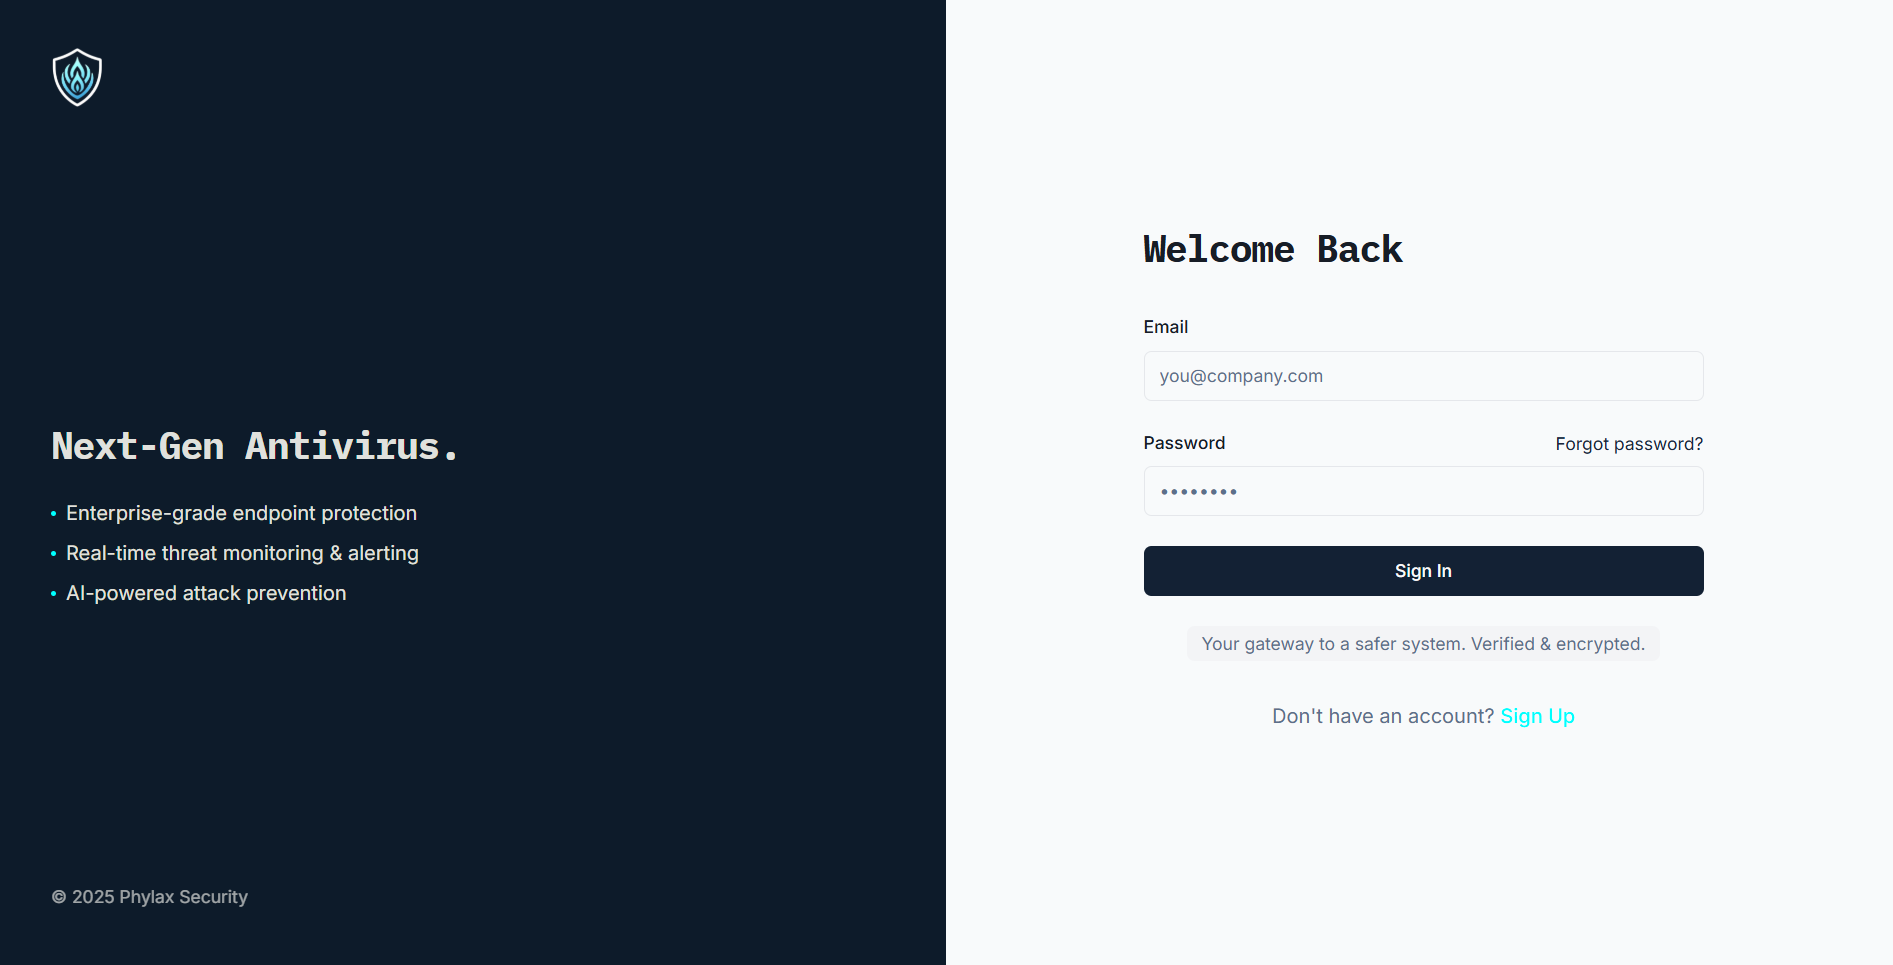 Next-Gen Antivirus.
• Enterprise-grade endpoint protection
• Real-time threat monitoring & alerting
• AI-powered attack prevention
© 2025 Phylax Security
Welcome Back
Email
you@company.com
Password Forgot password?
••••••••
Sign In
Your gateway to a safer system. Verified & encrypted.
Don't have an account? Sign Up